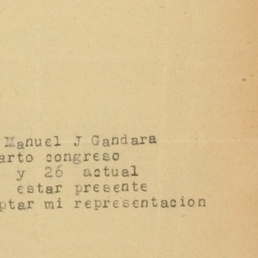 Manuel J Gandara
arto congreso
y 26 actual
estar presente
ptar mi representacion